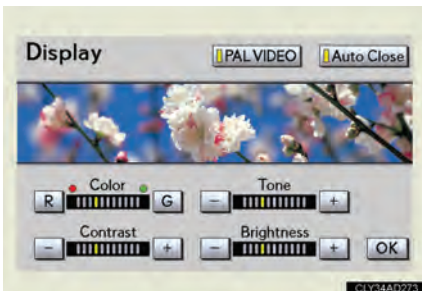 Display PAL VIDEO Auto Close
Color Tone
R G - +
Contrast Brightness
- + - + OK
CLY34AD273